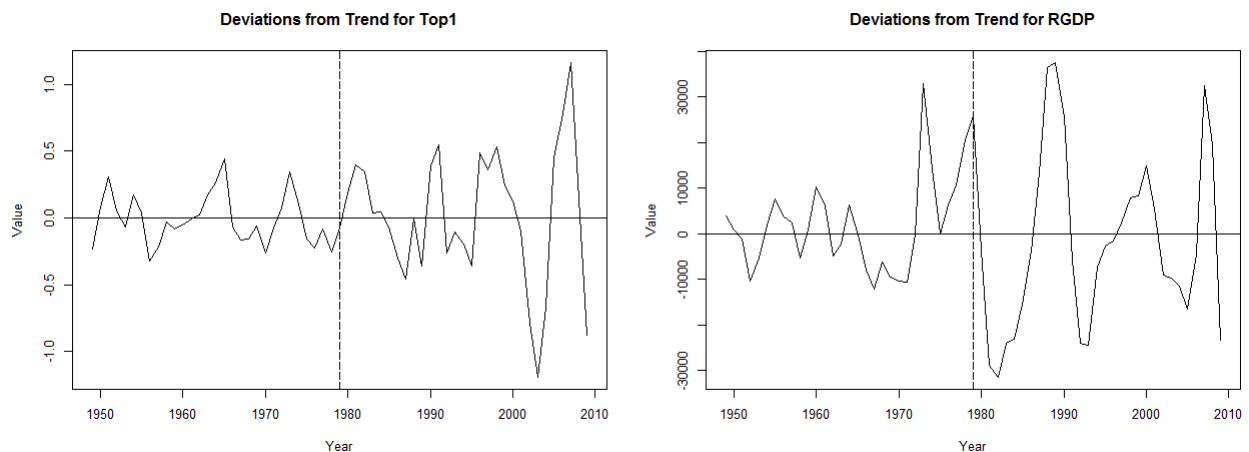 Deviations from Trend for Top1
Value
1.0
0.5
0.0
-0.5
-1.0
1950 1960 1970 1980 1990 2000 2010
Year
Deviations from Trend for RGDP
Value
30000
10000
0
-10000
-30000
1950 1960 1970 1980 1990 2000 2010
Year